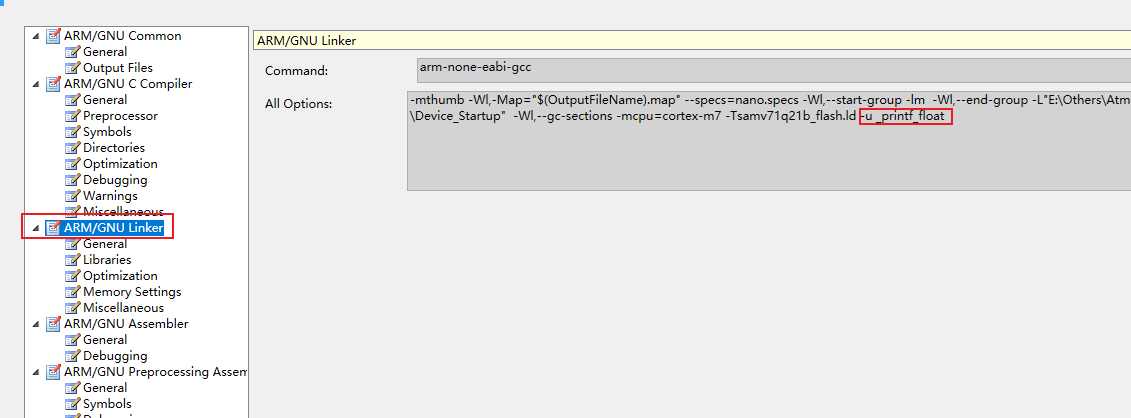 ARM/GNU Common
General
Output Files
ARM/GNU C Compiler
General
Preprocessor
Symbols
Directories
Optimization
Debugging
Warnings
Miscellaneous
ARM/GNU Linker
General
Libraries
Optimization
Memory Settings
Miscellaneous
ARM/GNU Assembler
General
Debugging
ARM/GNU Preprocessing Assem
General
Symbols
ARM/GNU Linker
Command:
arm-none-eabi-gcc
All Options:
-mthumb -Wl,-Map="$(OutputFileName).map" --specs=nano.specs -Wl,--start-group -lm -Wl,--end-group -L"E:\Others\Atm
\Device_Startup" -Wl,--gc-sections -mcpu=cortex-m7 -Tsamv71q21b_flash.ld -u _printf_float